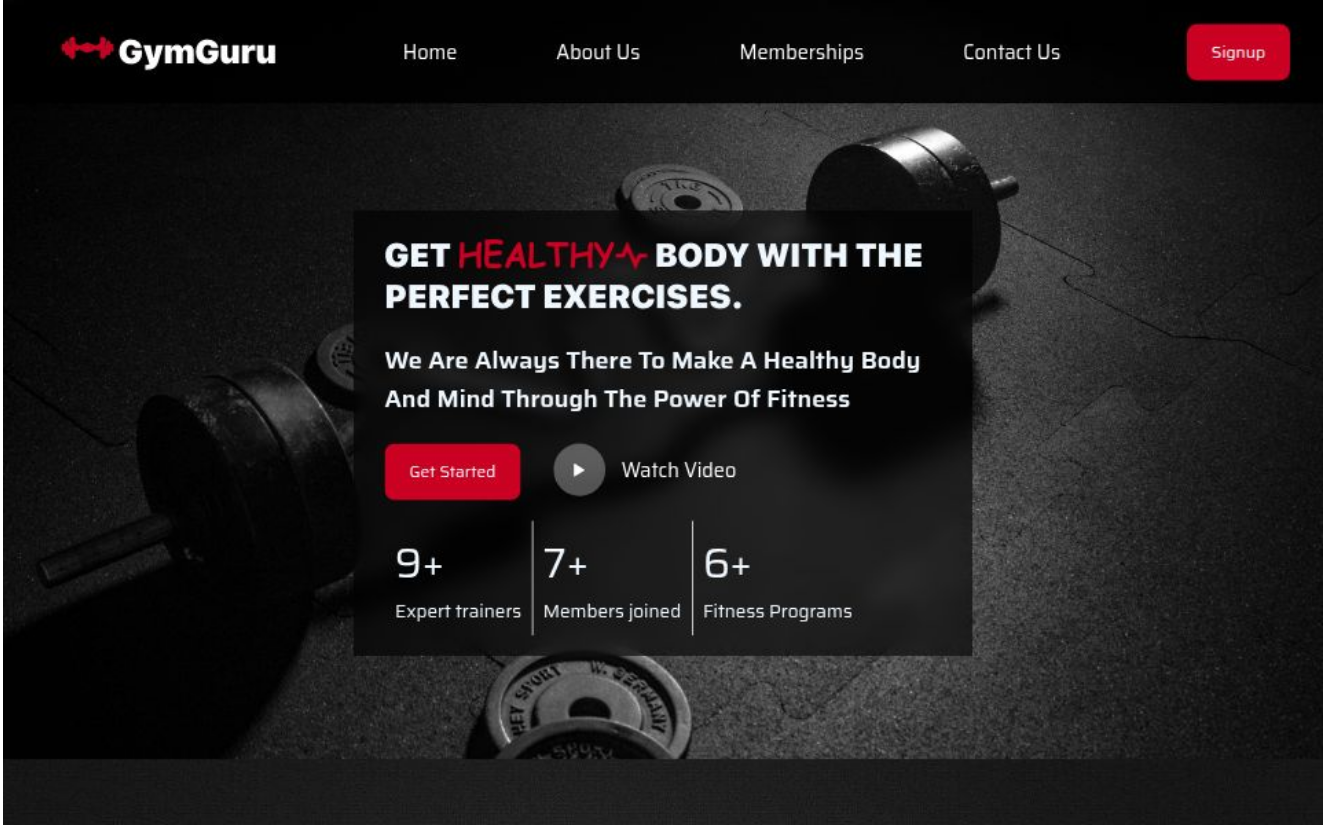 GymGuru
Home
About Us
Memberships
Contact Us
Signup
GET HEALTHY BODY WITH THE
PERFECT EXERCISES.
We Are Always There To Make A Healthy Body
And Mind Through The Power Of Fitness
Get Started
Watch Video
9+
Expert trainers
7+
Members joined
6+
Fitness Programs
SPORT W. GERMANY